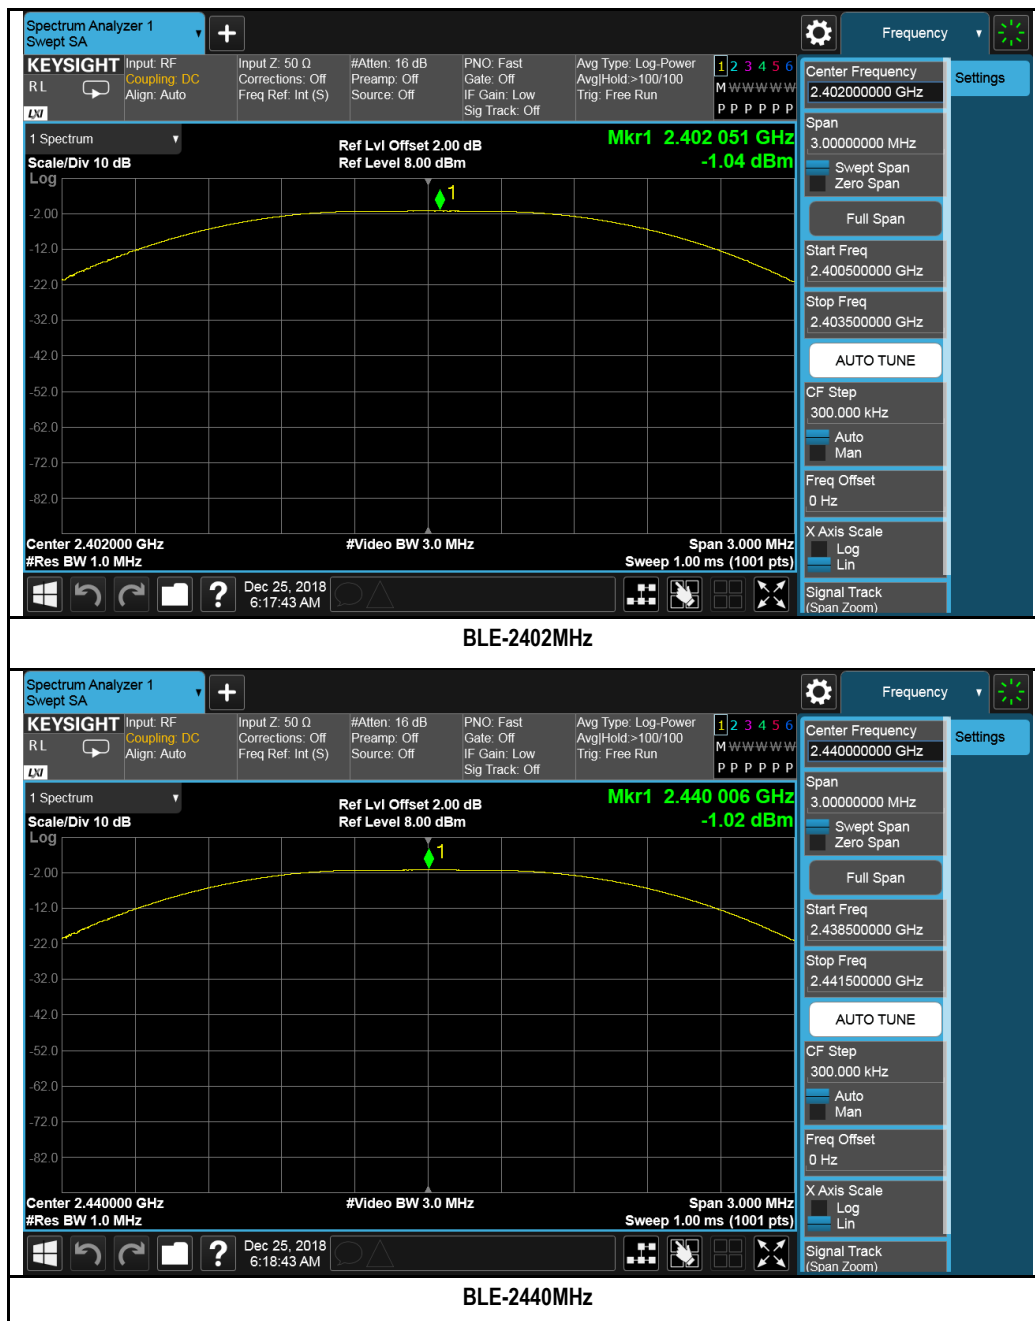 Spectrum Analyzer 1
Swept SA
Frequency
KEYSIGHT
R L
LXI
Input: RF
Coupling: DC
Align: Auto
Input Z: 50 Ω
Corrections: Off
Freq Ref: Int (S)
#Atten: 16 dB
Preamp: Off
Source: Off
PNO: Fast
Gate: Off
IF Gain: Low
Sig Track: Off
Avg Type: Log-Power
Avg|Hold:>100/100
Trig: Free Run
1 2 3 4 5 6
M W W W W W
P P P P P P
1 Spectrum
Scale/Div 10 dB
Log
Ref Lvl Offset 2.00 dB
Ref Level 8.00 dBm
Mkr1 2.402 051 GHz
-1.04 dBm
1
-2.00
-12.0
-22.0
-32.0
-42.0
-52.0
-62.0
-72.0
-82.0
Center 2.402000 GHz
#Res BW 1.0 MHz
#Video BW 3.0 MHz
Span 3.000 MHz
Sweep 1.00 ms (1001 pts)
?
Dec 25, 2018
6:17:43 AM
Center Frequency
2.402000000 GHz
Settings
Span
3.00000000 MHz
Swept Span
Zero Span
Full Span
Start Freq
2.400500000 GHz
Stop Freq
2.403500000 GHz
AUTO TUNE
CF Step
300.000 kHz
Auto
Man
Freq Offset
0 Hz
X Axis Scale
Log
Lin
Signal Track
(Span Zoom)
BLE-2402MHz
Spectrum Analyzer 1
Swept SA
Frequency
KEYSIGHT
R L
LXI
Input: RF
Coupling: DC
Align: Auto
Input Z: 50 Ω
Corrections: Off
Freq Ref: Int (S)
#Atten: 16 dB
Preamp: Off
Source: Off
PNO: Fast
Gate: Off
IF Gain: Low
Sig Track: Off
Avg Type: Log-Power
Avg|Hold:>100/100
Trig: Free Run
1 2 3 4 5 6
M W W W W W
P P P P P P
1 Spectrum
Scale/Div 10 dB
Log
Ref Lvl Offset 2.00 dB
Ref Level 8.00 dBm
Mkr1 2.440 006 GHz
-1.02 dBm
1
-2.00
-12.0
-22.0
-32.0
-42.0
-52.0
-62.0
-72.0
-82.0
Center 2.440000 GHz
#Res BW 1.0 MHz
#Video BW 3.0 MHz
Span 3.000 MHz
Sweep 1.00 ms (1001 pts)
?
Dec 25, 2018
6:18:43 AM
Center Frequency
2.440000000 GHz
Settings
Span
3.00000000 MHz
Swept Span
Zero Span
Full Span
Start Freq
2.438500000 GHz
Stop Freq
2.441500000 GHz
AUTO TUNE
CF Step
300.000 kHz
Auto
Man
Freq Offset
0 Hz
X Axis Scale
Log
Lin
Signal Track
(Span Zoom)
BLE-2440MHz